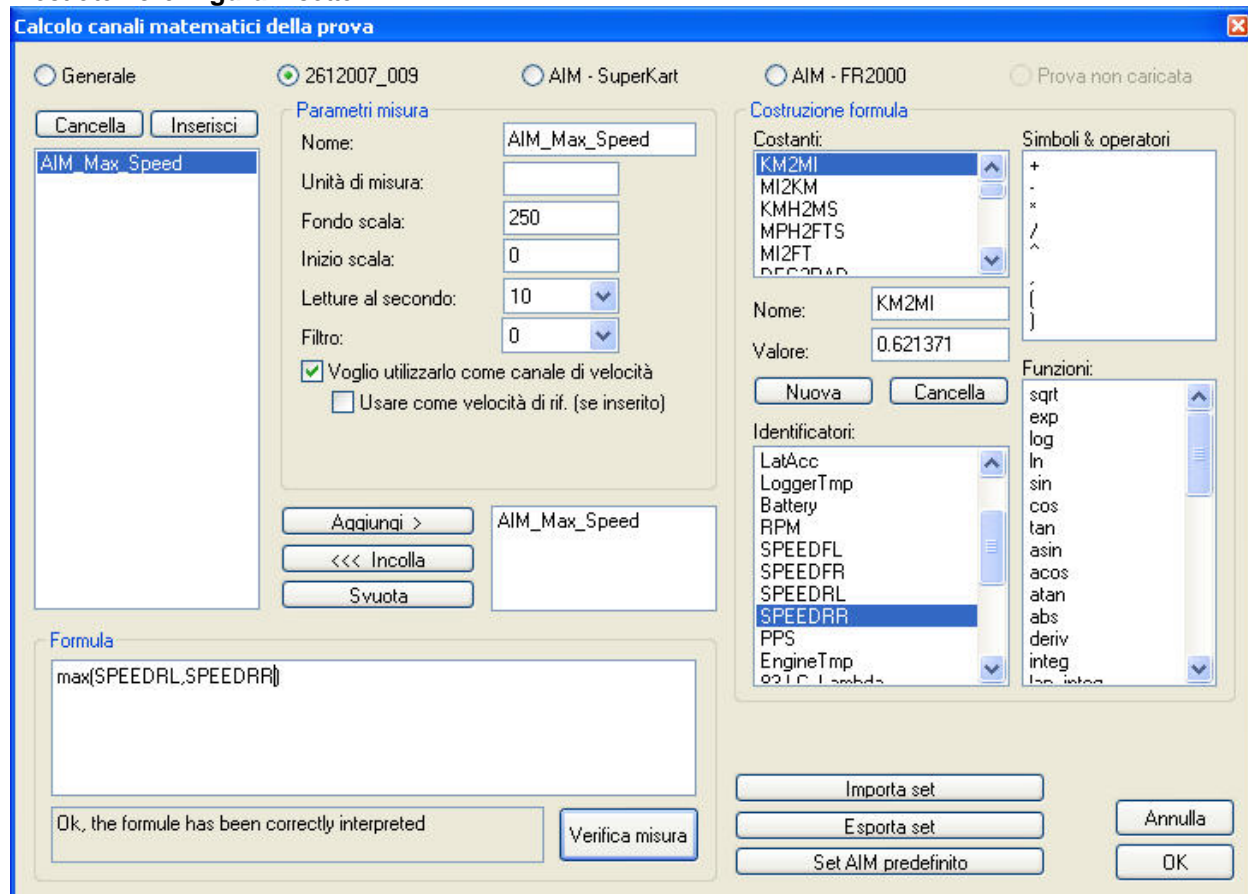 Calcolo canali matematici della prova
Generale
2612007_009
AIM - SuperKart
AIM - FR2000
Prova non caricata
Cancella
Inserisci
AIM_Max_Speed
Parametri misura
Nome:
AIM_Max_Speed
Unità di misura:
Fondo scala:
250
Inizio scala:
0
Letture al secondo:
10
Filtro:
0
Voglio utilizzarlo come canale di velocità
Usare come velocità di rif. (se inserito)
Aggiungi >
<<< Incolla
Svuota
AIM_Max_Speed
Formula
max(SPEEDRL,SPEEDRR)
Ok, the formule has been correctly interpreted
Verifica misura
Costruzione formula
Costanti:
KM2MI
MI2KM
KMH2MS
MPH2FTS
MI2FT
DEG2RAD
Nome:
KM2MI
Valore:
0.621371
Nuova
Cancella
Identificatori:
LatAcc
LoggerTmp
Battery
RPM
SPEEDFL
SPEEDFR
SPEEDRL
SPEEDRR
PPS
EngineTmp
Simboli & operatori
+
-
*
/
^
,
(
)
Funzioni:
sqrt
exp
log
ln
sin
cos
tan
asin
acos
atan
abs
deriv
integ
lap_integ
Importa set
Esporta set
Set AIM predefinito
Annulla
OK